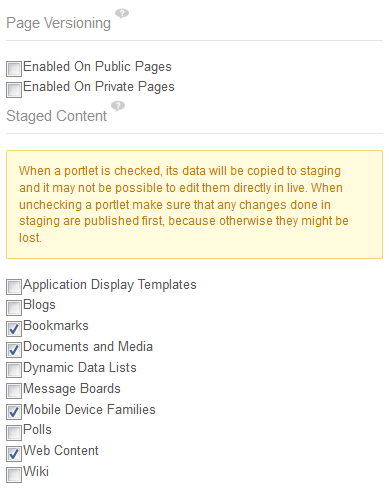 Page Versioning ?
Enabled On Public Pages
Enabled On Private Pages
Staged Content ?
When a portlet is checked, its data will be copied to staging
and it may not be possible to edit them directly in live. When
unchecking a portlet make sure that any changes done in
staging are published first, because otherwise they might be
lost.
Application Display Templates
Blogs
Bookmarks
Documents and Media
Dynamic Data Lists
Message Boards
Mobile Device Families
Polls
Web Content
Wiki